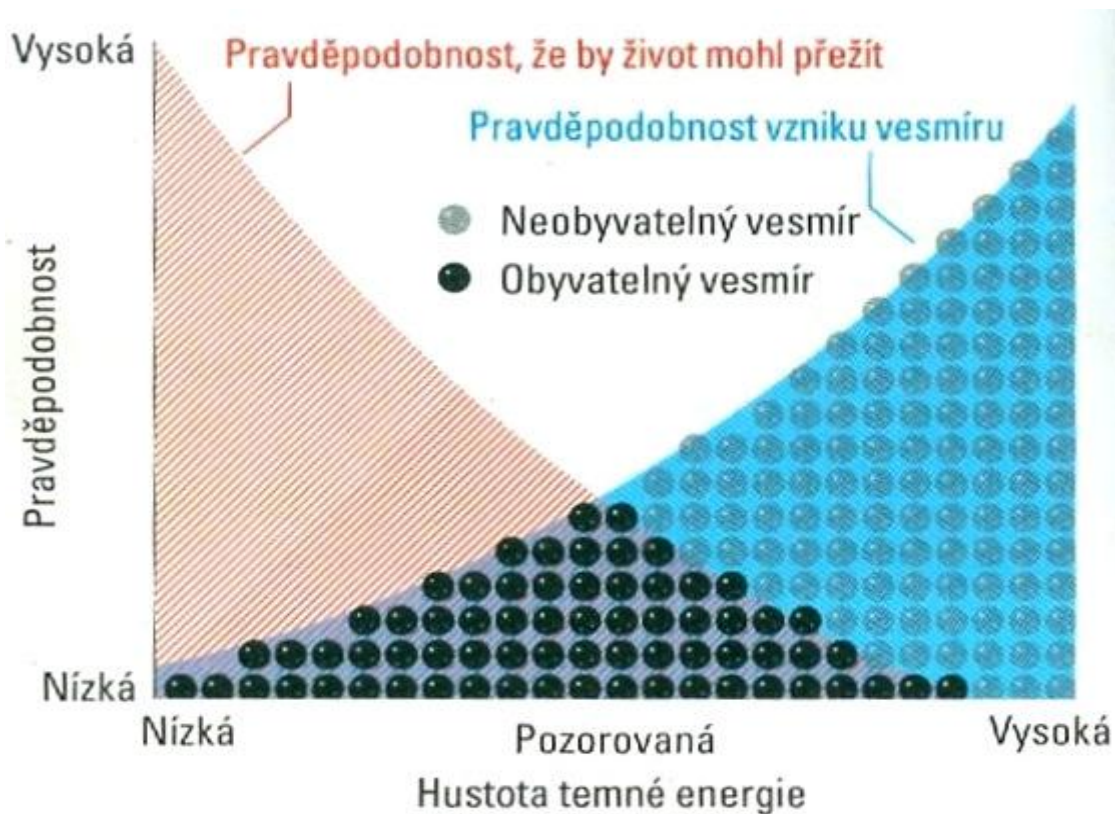 Vysoká
Pravděpodobnost, že by život mohl přežít
Pravděpodobnost vzniku vesmíru
Neobyvatelný vesmír
Obyvatelný vesmír
Pravděpodobnost
Nízká
Nízká
Pozorovaná
Vysoká
Hustota temné energie